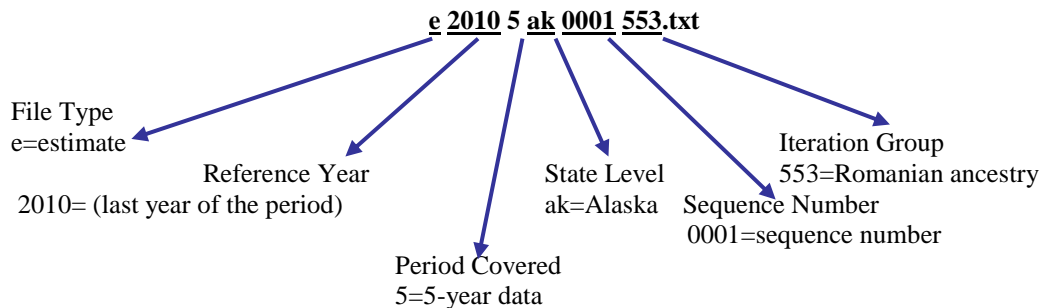 e 2010 5 ak 0001 553.txt
File Type
e=estimate
Reference Year
2010= (last year of the period)
Period Covered
5=5-year data
State Level
ak=Alaska
Sequence Number
0001=sequence number
Iteration Group
553=Romanian ancestry